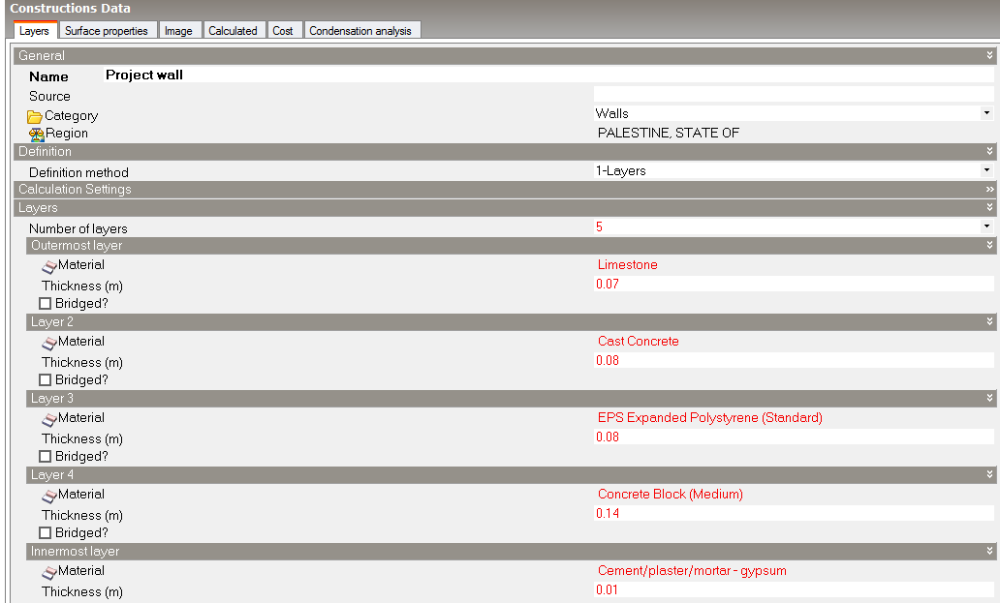 Constructions Data
Layers Surface properties Image Calculated Cost Condensation analysis
General
Name Project wall
Source
Category Walls
Region PALESTINE, STATE OF
Definition
Definition method 1-Layers
Calculation Settings
Layers
Number of layers 5
Outermost layer
Material Limestone
Thickness (m) 0.07
Bridged?
Layer 2
Material Cast Concrete
Thickness (m) 0.08
Bridged?
Layer 3
Material EPS Expanded Polystyrene (Standard)
Thickness (m) 0.08
Bridged?
Layer 4
Material Concrete Block (Medium)
Thickness (m) 0.14
Bridged?
Innermost layer
Material Cement/plaster/mortar - gypsum
Thickness (m) 0.01